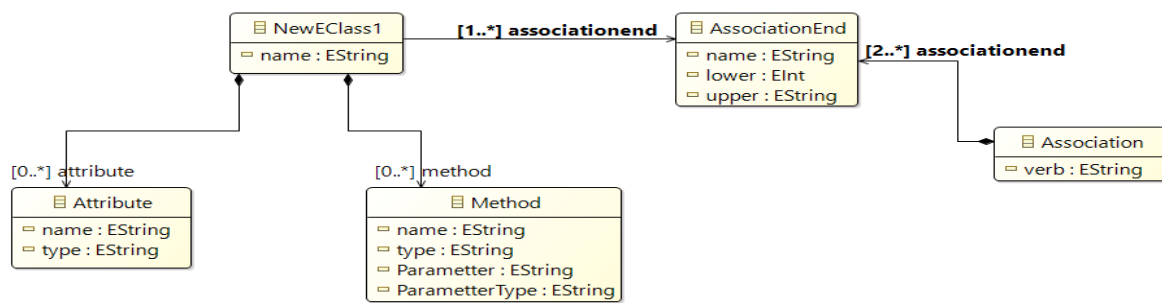 NewEClass1
name : EString
[1..*] associationend
AssociationEnd
name : EString
lower : EInt
upper : EString
[2..*] associationend
Association
verb : EString
[0..*] attribute
Attribute
name : EString
type : EString
[0..*] method
Method
name : EString
type : EString
Parametter : EString
ParametterType : EString